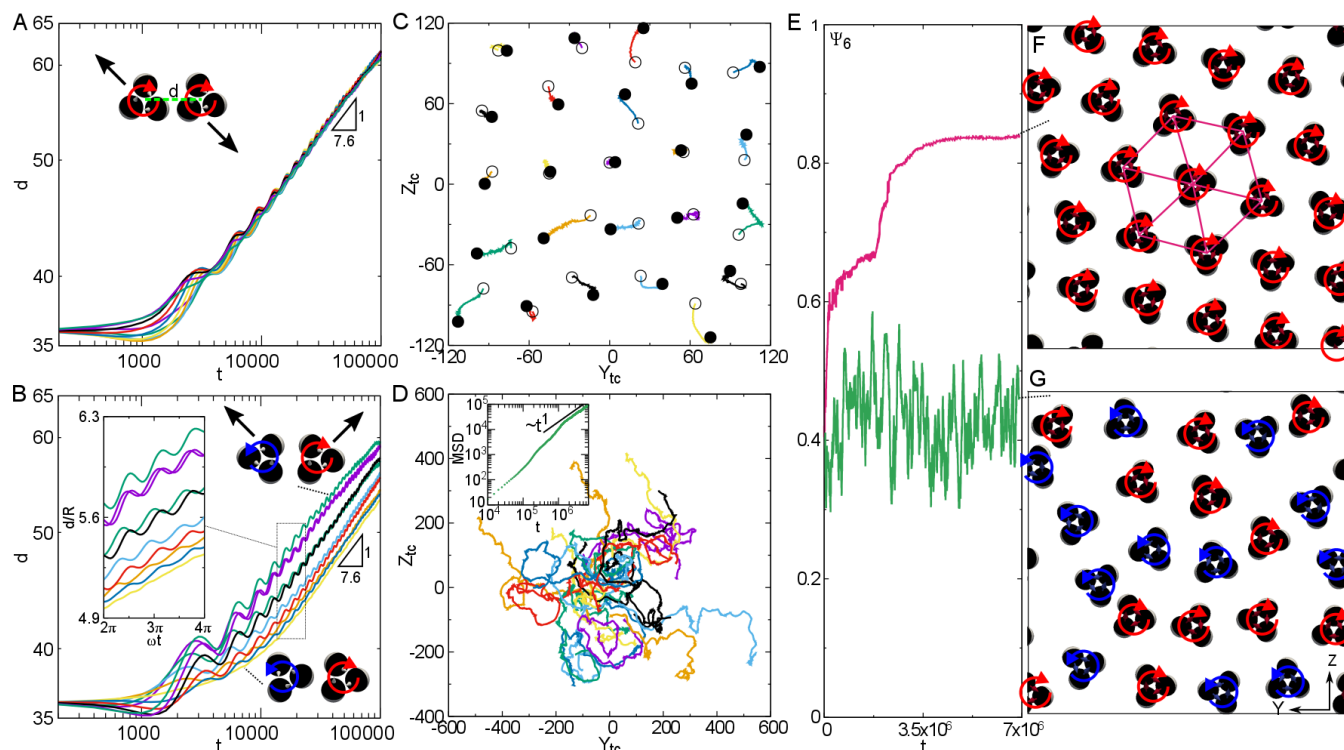 A
65
60
50
40
35
d
d
1
7.6
1000
10000
100000
t
B
65
60
50
40
35
d
6.3
5.6
4.9
d/R
2π
3π
4π
ωt
1
7.6
1000
10000
100000
t
C
120
60
0
-60
-120
Z_tc
-120
-60
0
60
120
Y_tc
D
600
400
200
0
-200
-400
Z_tc
10^5
10^4
10^3
10^2
10
MSD
~t^1
10^4
10^5
10^6
t
-600
-400
-200
0
200
400
600
Y_tc
E
Ψ_6
1
0.8
0.6
0.4
0.2
0
3.5x10^6
7x10^6
t
F
G
Z
Y